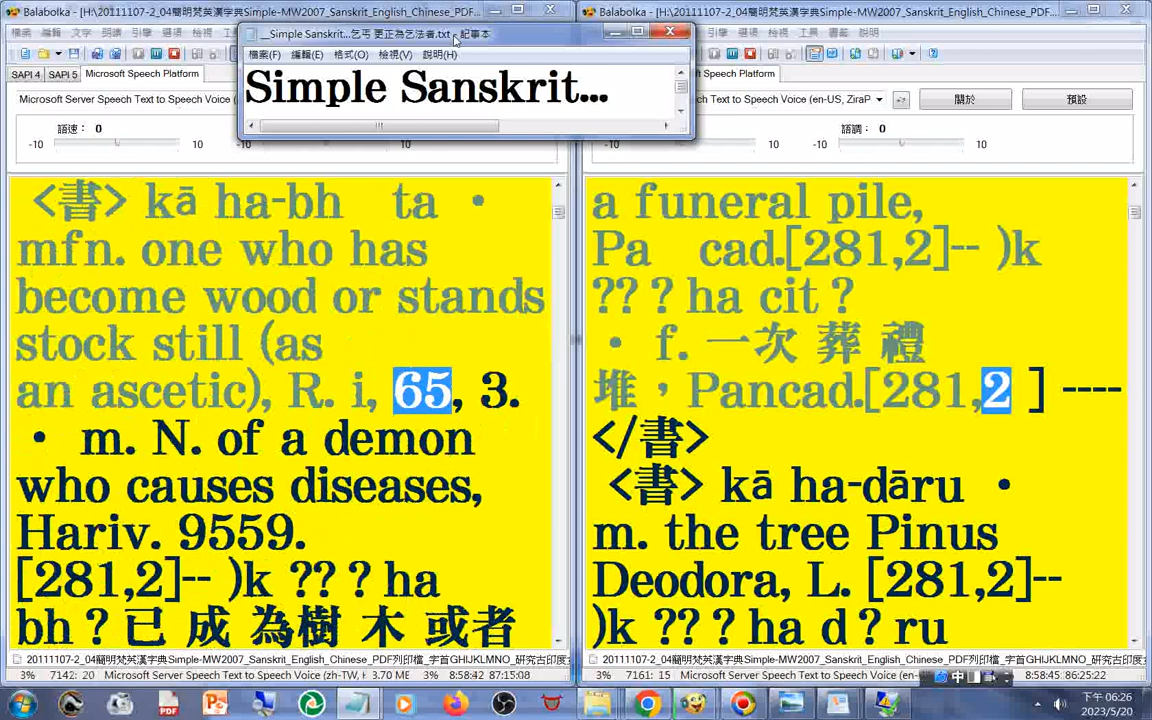 Balabolka - [H:\20111107-2_04簡明梵英漢字典Simple-MW2007_Sanskrit_English_Chinese_PDF...
Balabolka - [H:\20111107-2_04簡明梵英漢字典Simple-MW2007_Sanskrit_English_Chinese_PDF...
__Simple Sanskrit...乞丐 更正為乞法者.txt - 記事本
檔案(F) 編輯(E) 格式(O) 檢視(V) 說明(H)
Simple Sanskrit...
SAPI 4 SAPI 5 Microsoft Speech Platform
Speech Platform
Microsoft Server Speech Text to Speech Voice
ch Text to Speech Voice (en-US, ZiraP
關於
預設
語速： 0
-10 10 -10 10
語調： 0
-10 10 -10 10
<書> kā ha-bh ta •
mfn. one who has
become wood or stands
stock still (as
an ascetic), R. i, 65, 3.
• m. N. of a demon
who causes diseases,
Hariv. 9559.
[281,2]-- )k ?? ? ha
bh ? 已 成 為樹 木 或者
a funeral pile,
Pa cad.[281,2]-- )k
?? ? ha cit ?
• f. 一次 葬 禮
堆，Pancad.[281,2 ] ----
</書>
<書> kā ha-dāru •
m. the tree Pinus
Deodora, L. [281,2]--
)k ?? ? ha d ? ru
20111107-2_04簡明梵英漢字典Simple-MW2007_Sanskrit_English_Chinese_PDF列印檔_字首GHIJKLMNO_研究古印度
20111107-2_04簡明梵英漢字典Simple-MW2007_Sanskrit_English_Chinese_PDF列印檔_字首GHIJKLMNO_研究古印度
3% 7142: 20 Microsoft Server Speech Text to Speech Voice (zh-TW, 3.70 ME 3% 8:58:42 87:15:08
3% 7161: 15 Microsoft Server Speech Text to Speech Voice 8:58:45 86:25:22
中
下午 06:26
2023/5/20